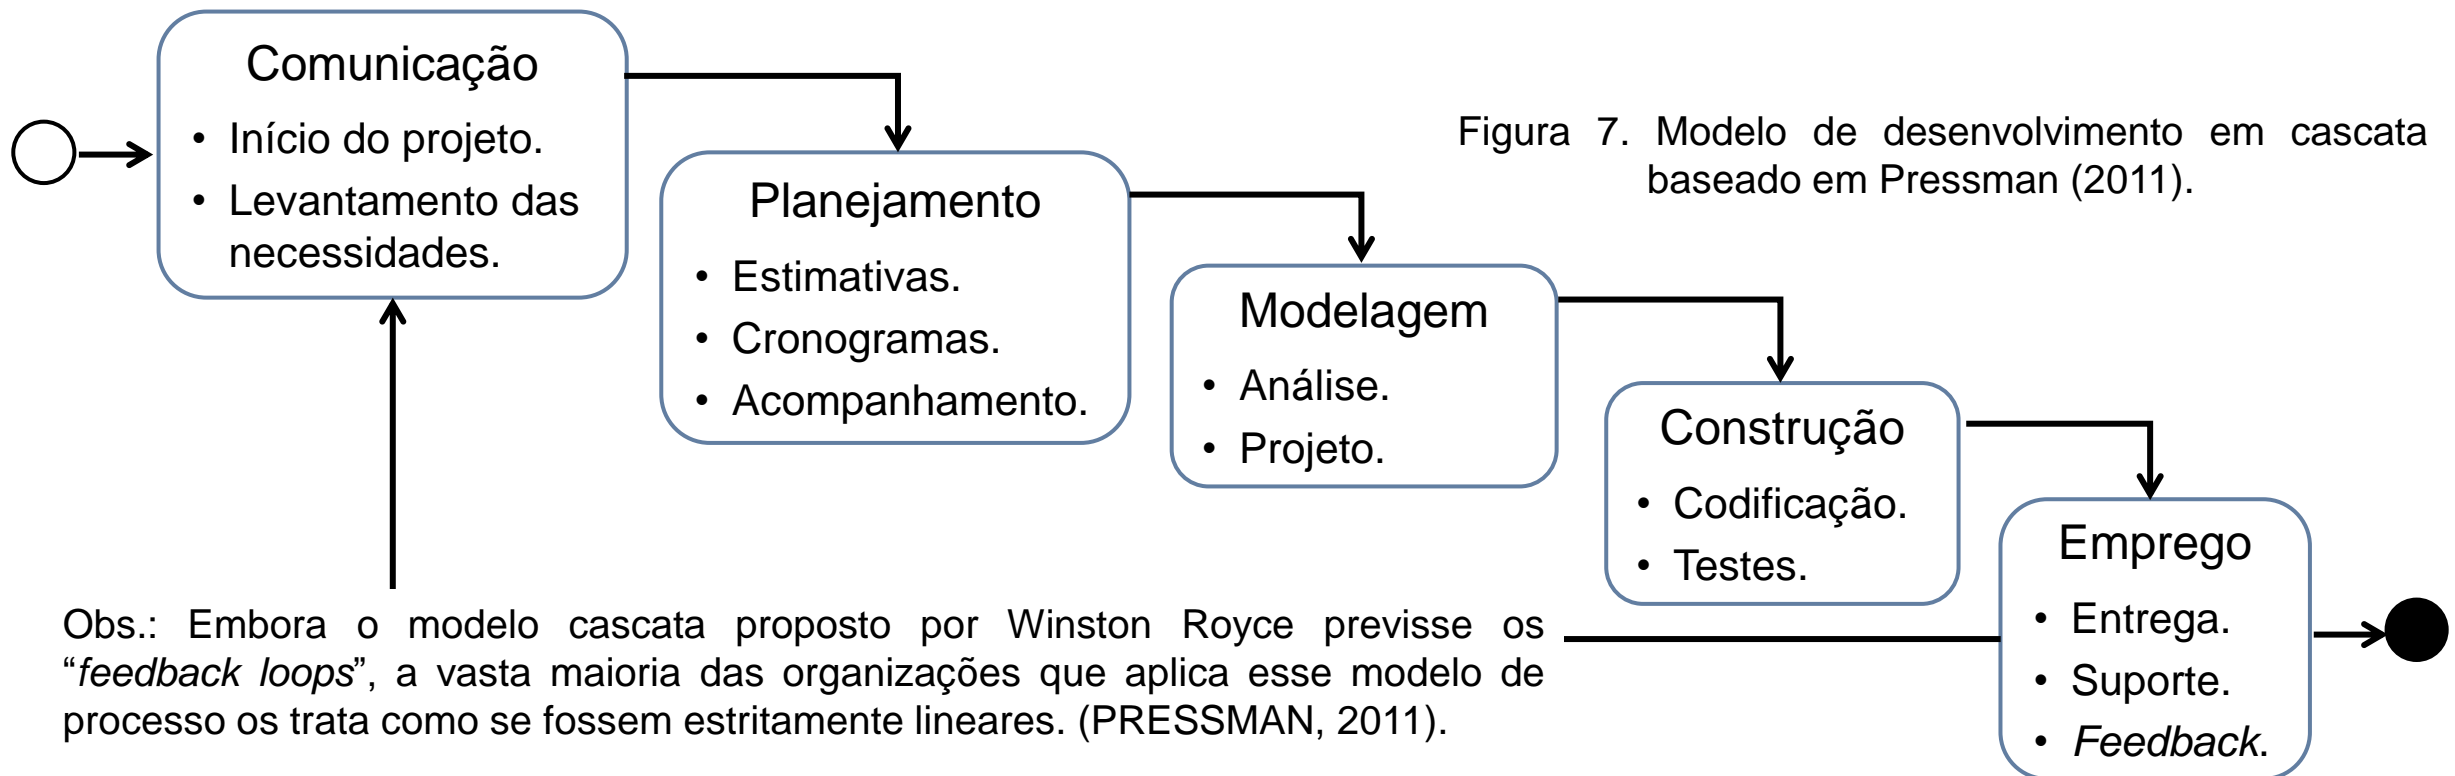 Comunicação
• Início do projeto.
• Levantamento das
necessidades.
Figura 7. Modelo de desenvolvimento em cascata
baseado em Pressman (2011).
Planejamento
• Estimativas.
• Cronogramas.
• Acompanhamento.
Modelagem
• Análise.
• Projeto.
Construção
• Codificação.
• Testes.
Emprego
• Entrega.
• Suporte.
• Feedback.
Obs.: Embora o modelo cascata proposto por Winston Royce previsse os
“feedback loops”, a vasta maioria das organizações que aplica esse modelo de
processo os trata como se fossem estritamente lineares. (PRESSMAN, 2011).